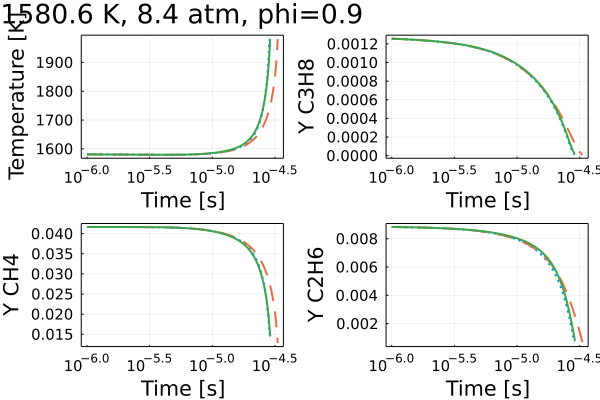 1580.6 K, 8.4 atm, phi=0.9
Temperature [K]
1900
1800
1700
1600
10^−6.0 10^−5.5 10^−5.0 10^−4.5
Time [s]
Y C3H8
0.0012
0.0010
0.0008
0.0006
0.0004
0.0002
0.0000
10^−6.0 10^−5.5 10^−5.0 10^−4.5
Time [s]
Y CH4
0.040
0.035
0.030
0.025
0.020
0.015
10^−6.0 10^−5.5 10^−5.0 10^−4.5
Time [s]
Y C2H6
0.008
0.006
0.004
0.002
10^−6.0 10^−5.5 10^−5.0 10^−4.5
Time [s]